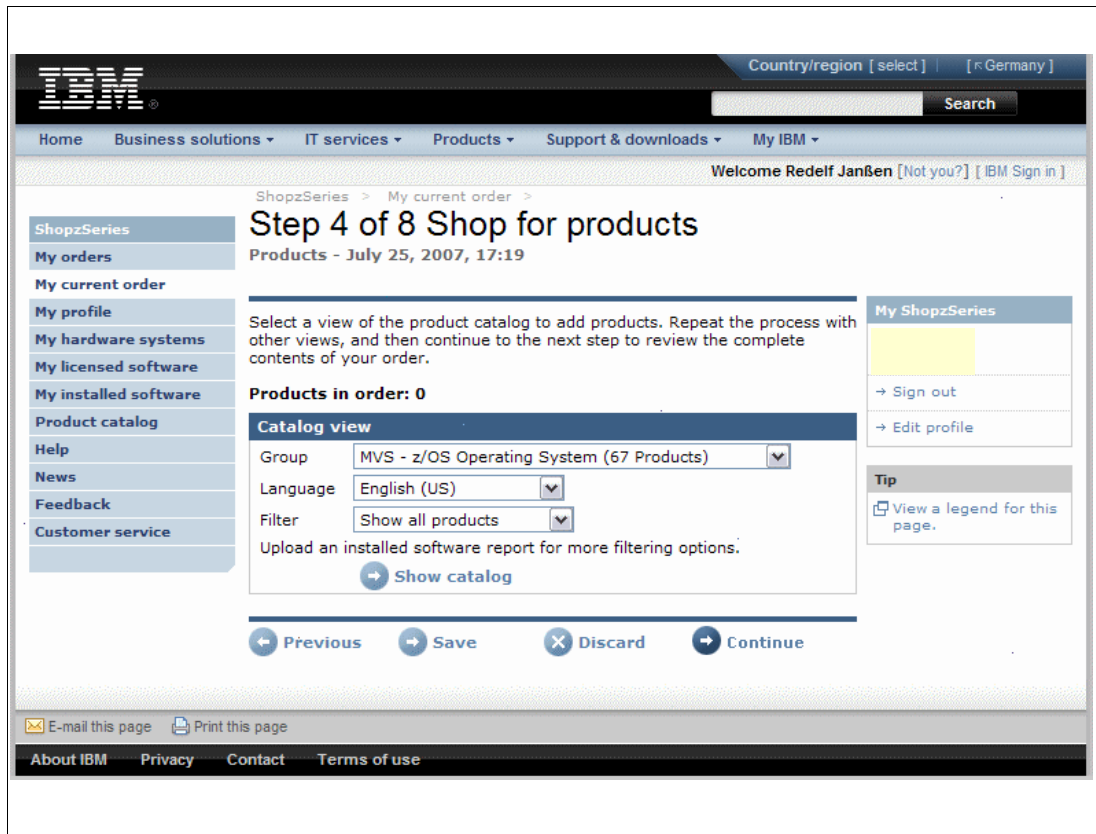 Country/region [ select ] | [ Germany ]
IBM ®
Search
Home Business solutions IT services Products Support & downloads My IBM
Welcome Redelf Janßen [Not you?] [ IBM Sign in ]
ShopzSeries > My current order >
Step 4 of 8 Shop for products
Products - July 25, 2007, 17:19
ShopzSeries
My orders
My current order
My profile
My hardware systems
My licensed software
My installed software
Product catalog
Help
News
Feedback
Customer service
Select a view of the product catalog to add products. Repeat the process with
other views, and then continue to the next step to review the complete
contents of your order.
Products in order: 0
Catalog view
Group MVS - z/OS Operating System (67 Products)
Language English (US)
Filter Show all products
Upload an installed software report for more filtering options.
Show catalog
Previous Save Discard Continue
My ShopzSeries
→ Sign out
→ Edit profile
Tip
View a legend for this
page.
E-mail this page Print this page
About IBM Privacy Contact Terms of use